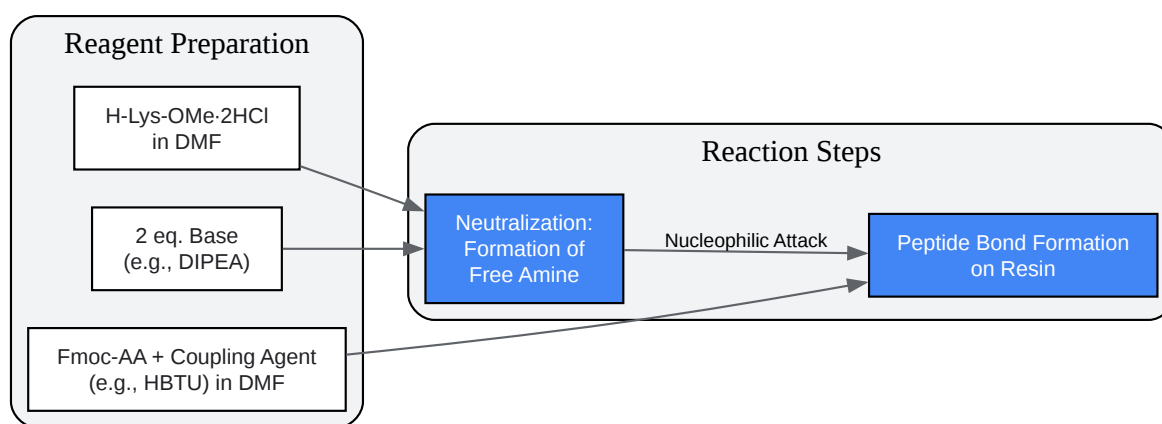 Reagent Preparation
H-Lys-OMe·2HCl
in DMF
2 eq. Base
(e.g., DIPEA)
Fmoc-AA + Coupling Agent
(e.g., HBTU) in DMF
Reaction Steps
Neutralization:
Formation of
Free Amine
Nucleophilic Attack
Peptide Bond Formation
on Resin